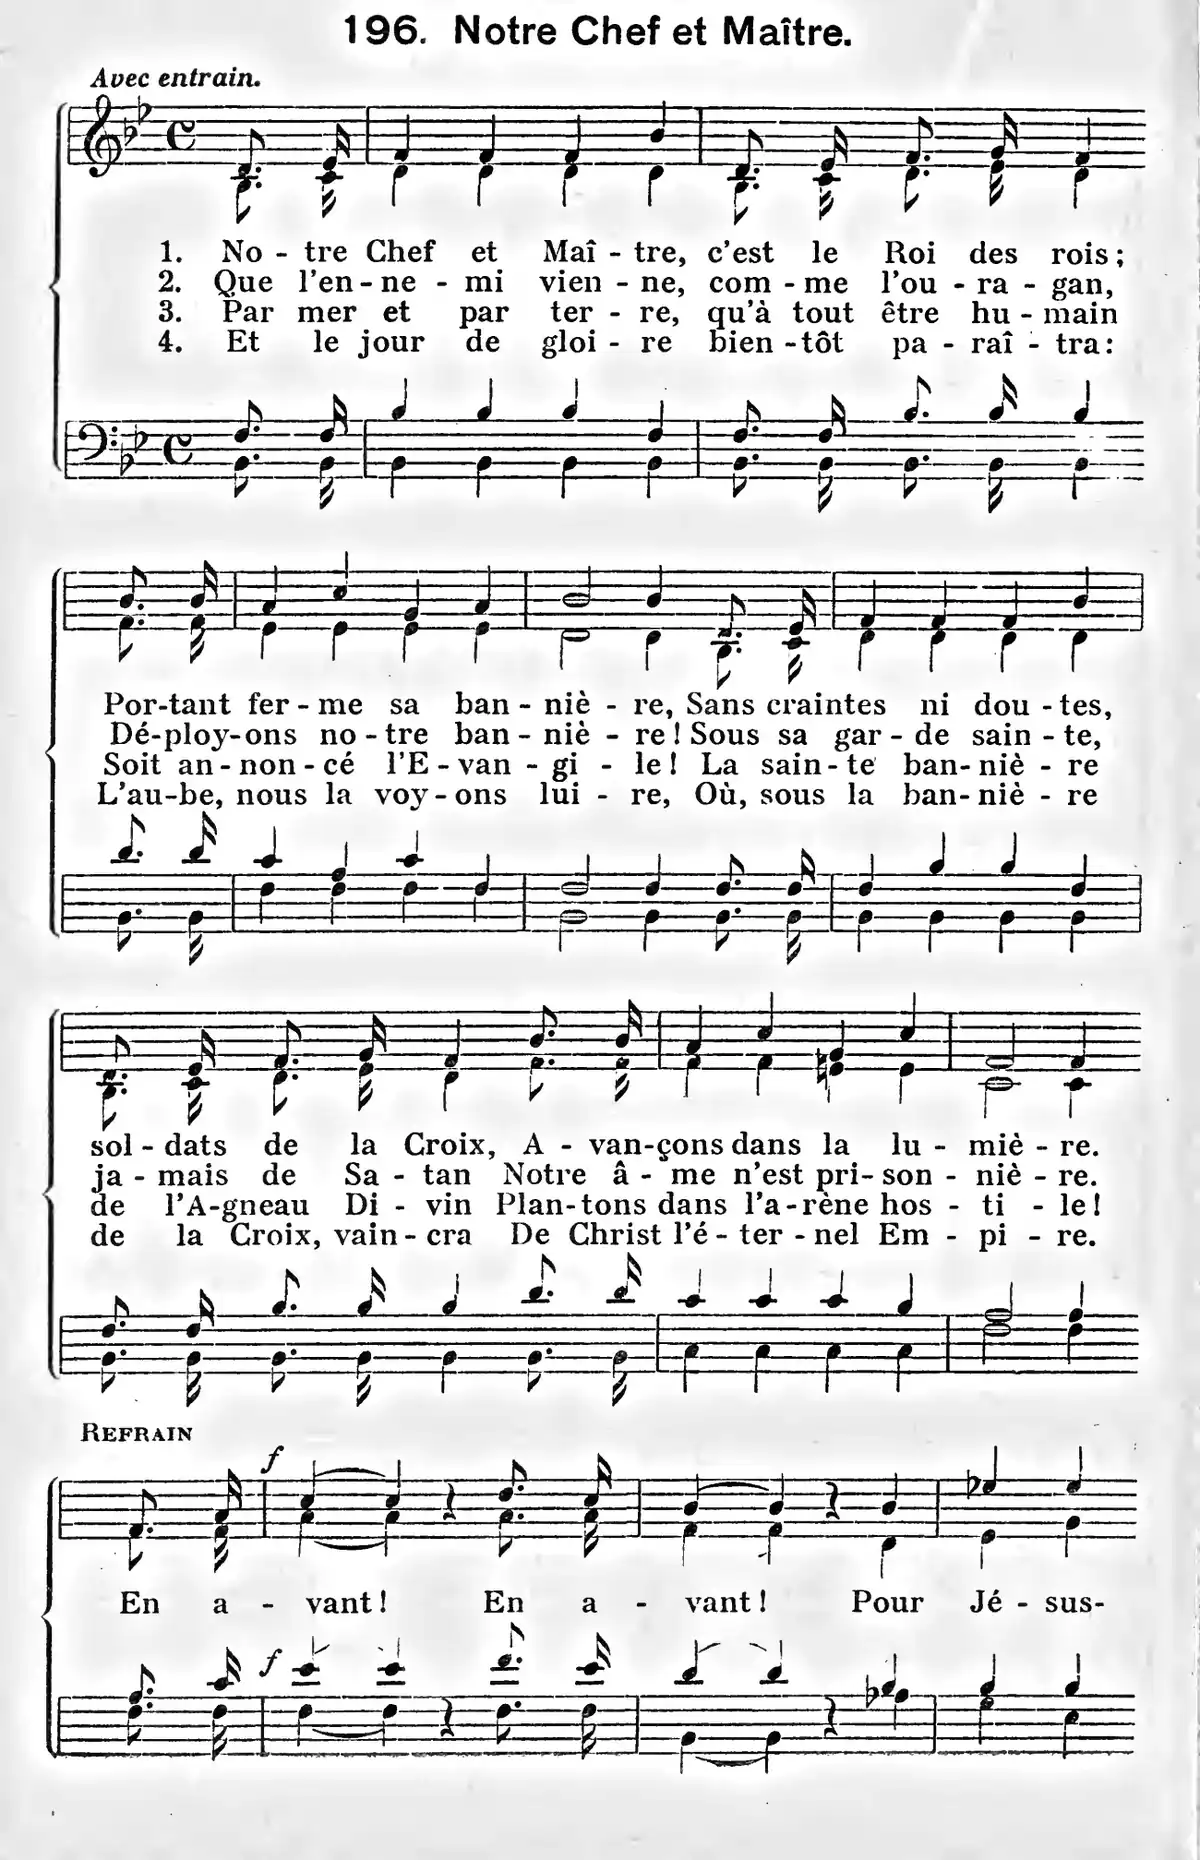 196. Notre Chef et Maître.
Avec entrain.
1. No - tre Chef et Maî - tre, c'est le Roi des rois;
2. Que l'en - ne - mi vien - ne, com - me l'ou - ra - gan,
3. Par mer et par ter - re, qu'à tout être hu - main
4. Et le jour de gloi - re bien - tôt pa - raî - tra:
Por-tant fer - me sa ban - niè - re, Sans craintes ni dou - tes,
Dé-ploy-ons no - tre ban - niè - re! Sous sa gar - de sain - te,
Soit an - non - cé l'E - van - gi - le! La sain - te ban - niè - re
L'au-be, nous la voy - ons lui - re, Où, sous la ban - niè - re
sol - dats de la Croix, A - van-çons dans la lu - miè - re.
ja - mais de Sa - tan Notre â - me n'est pri - son - niè - re.
de l'A-gneau Di - vin Plan - tons dans l'a - rène hos - ti - le!
de la Croix, vain - cra De Christ l'é - ter - nel Em - pi - re.
REFRAIN
f
En a - vant! En a - vant! Pour Jé - sus-
f